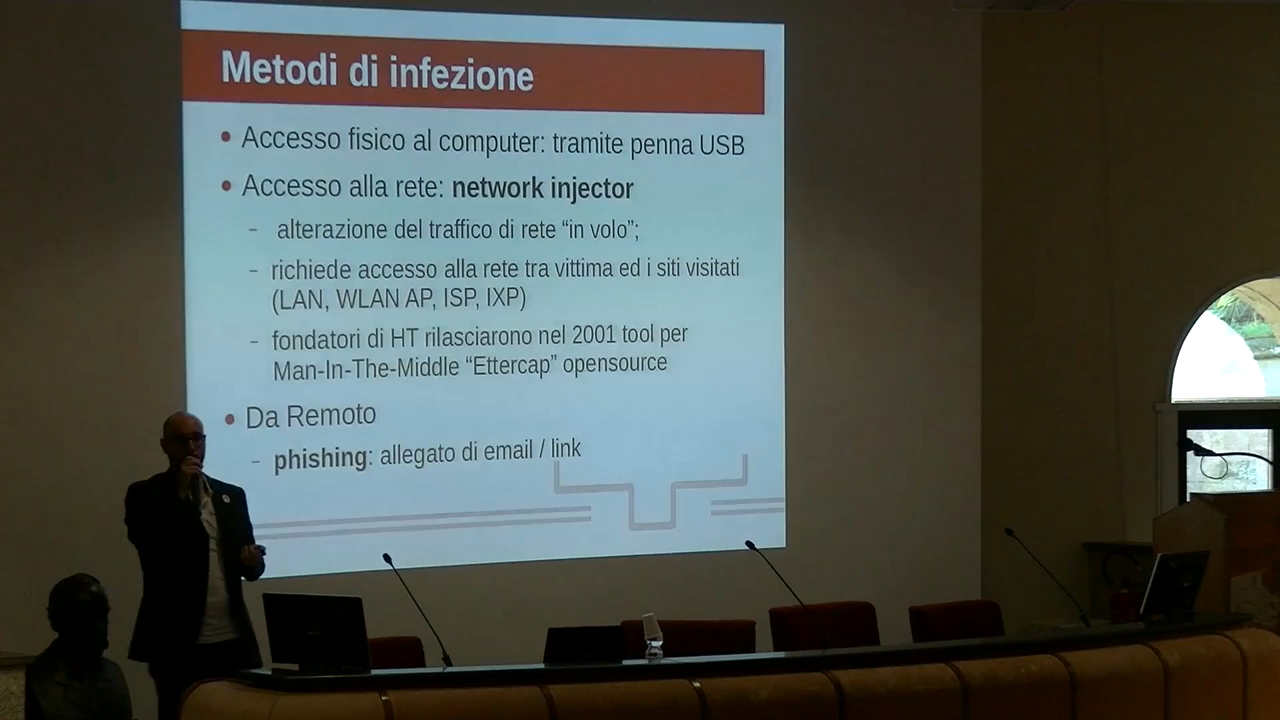 Metodi di infezione
• Accesso fisico al computer: tramite penna USB
• Accesso alla rete: network injector
– alterazione del traffico di rete “in volo”;
– richiede accesso alla rete tra vittima ed i siti visitati
(LAN, WLAN AP, ISP, IXP)
– fondatori di HT rilasciarono nel 2001 tool per
Man-In-The-Middle “Ettercap” opensource
• Da Remoto
– phishing: allegato di email / link